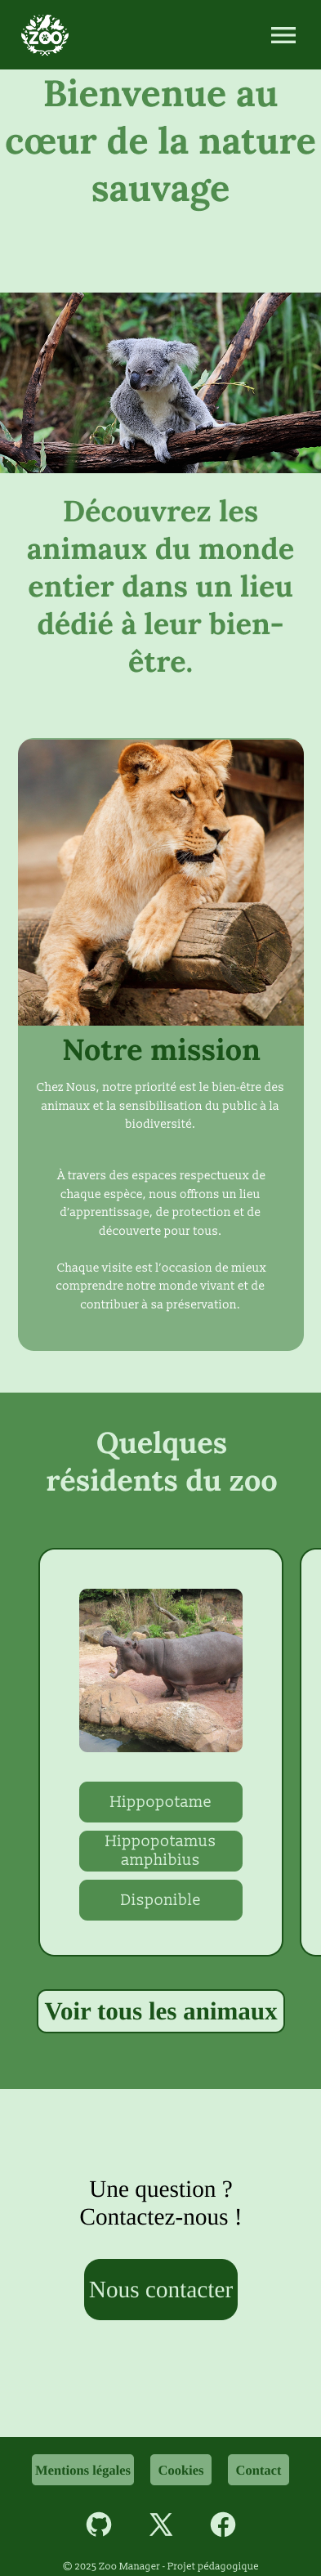 ZOO
Bienvenue au
cœur de la nature
sauvage
Découvrez les
animaux du monde
entier dans un lieu
dédié à leur bien-
être.
Notre mission
Chez Nous, notre priorité est le bien-être des
animaux et la sensibilisation du public à la
biodiversité.
À travers des espaces respectueux de
chaque espèce, nous offrons un lieu
d'apprentissage, de protection et de
découverte pour tous.
Chaque visite est l'occasion de mieux
comprendre notre monde vivant et de
contribuer à sa préservation.
Quelques
résidents du zoo
Hippopotame
Hippopotamus
amphibius
Disponible
Voir tous les animaux
Une question ?
Contactez-nous !
Nous contacter
Mentions légales Cookies Contact
© 2025 Zoo Manager - Projet pédagogique